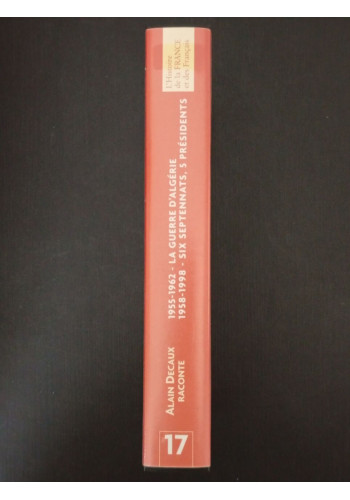 L'Histoire
de la FRANCE
et des Français
1955-1962 - LA GUERRE D'ALGÉRIE
1958-1998 - SIX SEPTENNATS, 5 PRÉSIDENTS
ALAIN DECAUX
RACONTE
17